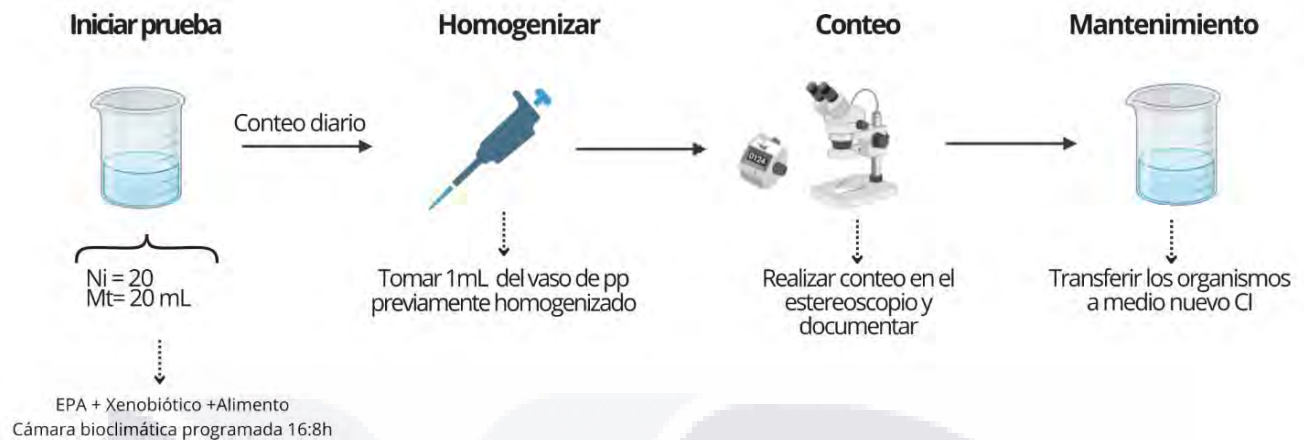 Iniciar prueba
Homogenizar
Conteo
Mantenimiento
Conteo diario
0124
Ni = 20
Mt= 20 mL
Tomar 1mL del vaso de pp
previamente homogenizado
Realizar conteo en el
estereoscopio y
documentar
Transferir los organismos
a medio nuevo CI
EPA + Xenobiótico +Alimento
Cámara bioclimática programada 16:8h